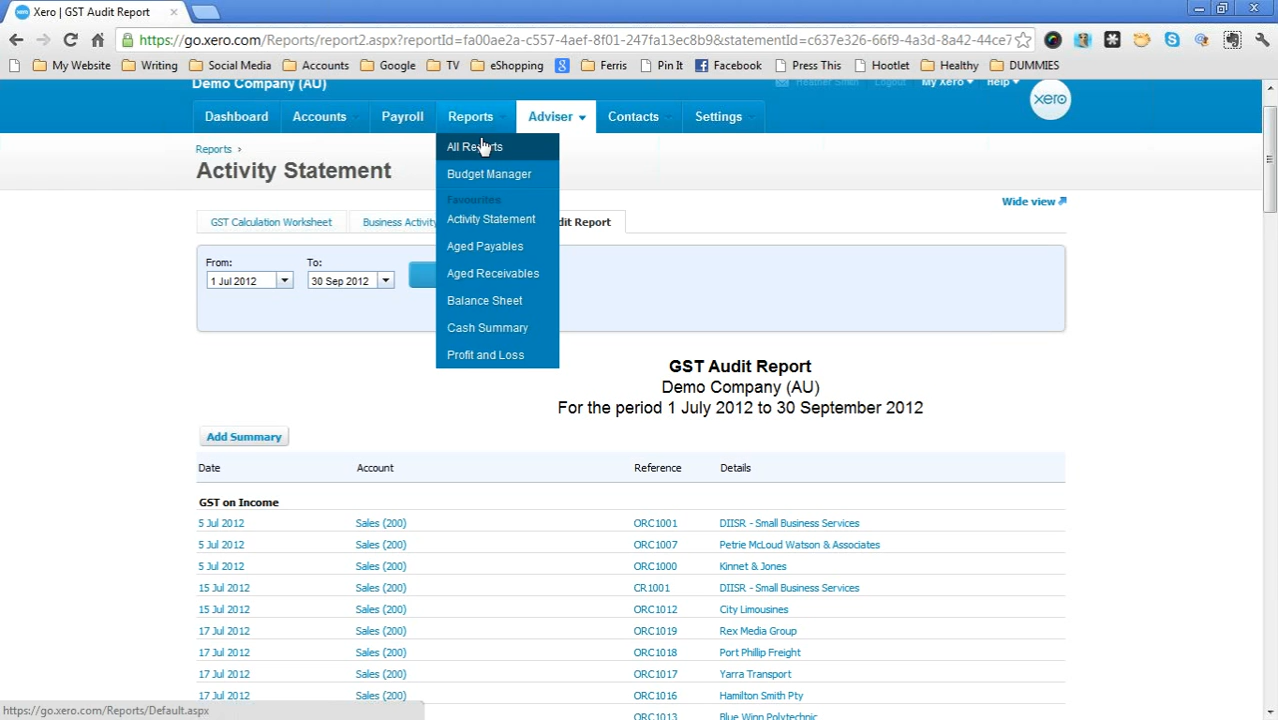 Xero | GST Audit Report
https://go.xero.com/Reports/report2.aspx?reportId=fa00ae2a-c557-4aef-8f01-247fa13ec8b9&statementId=c637e326-66f9-4a3d-8a42-44ce7
My Website Writing Social Media Accounts Google TV eShopping Ferris Pin It Facebook Press This Hootlet Healthy DUMMIES
Demo Company (AU) Heather Smith Logout My Xero Help
Dashboard Accounts Payroll Reports Adviser Contacts Settings xero
Reports ›
Activity Statement
All Reports
Budget Manager
Favourites
Activity Statement
Aged Payables
Aged Receivables
Balance Sheet
Cash Summary
Profit and Loss
Wide view
GST Calculation Worksheet Business Activity dit Report
From: To:
1 Jul 2012 30 Sep 2012
GST Audit Report
Demo Company (AU)
For the period 1 July 2012 to 30 September 2012
Add Summary
Date Account Reference Details
GST on Income
5 Jul 2012 Sales (200) ORC1001 DIISR - Small Business Services
5 Jul 2012 Sales (200) ORC1007 Petrie McLoud Watson & Associates
5 Jul 2012 Sales (200) ORC1000 Kinnet & Jones
15 Jul 2012 Sales (200) CR1001 DIISR - Small Business Services
15 Jul 2012 Sales (200) ORC1012 City Limousines
17 Jul 2012 Sales (200) ORC1019 Rex Media Group
17 Jul 2012 Sales (200) ORC1018 Port Phillip Freight
17 Jul 2012 Sales (200) ORC1017 Yarra Transport
17 Jul 2012 Sales (200) ORC1016 Hamilton Smith Pty
ORC1013 Blue Winn Polytechnic
https://go.xero.com/Reports/Default.aspx